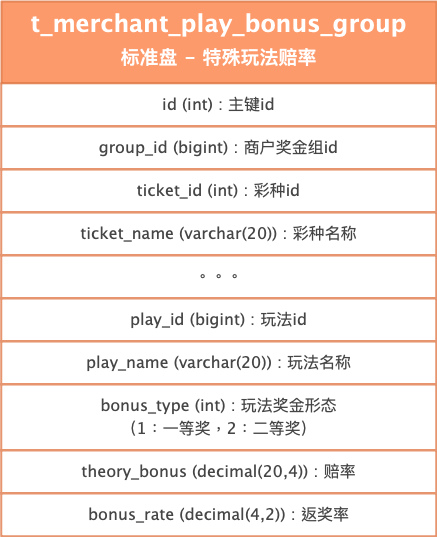 t_merchant_play_bonus_group
标准盘 – 特殊玩法赔率
id (int)：主键id
group_id (bigint)：商户奖金组id
ticket_id (int)：彩种id
ticket_name (varchar(20))：彩种名称
。。。
play_id (bigint)：玩法id
play_name (varchar(20))：玩法名称
bonus_type (int)：玩法奖金形态
（1：一等奖，2：二等奖）
theory_bonus (decimal(20,4))：赔率
bonus_rate (decimal(4,2))：返奖率